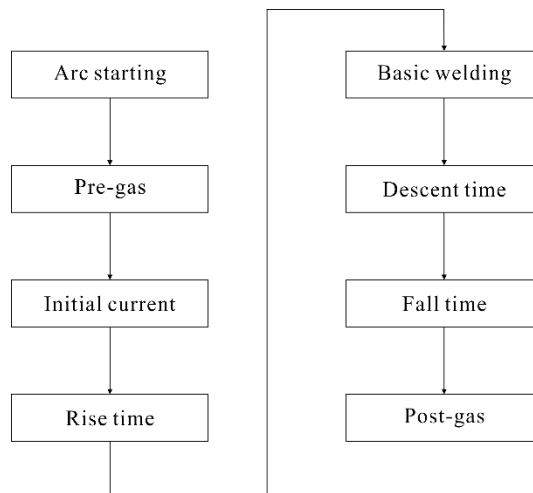 Arc starting
Pre-gas
Initial current
Rise time
Basic welding
Descent time
Fall time
Post-gas